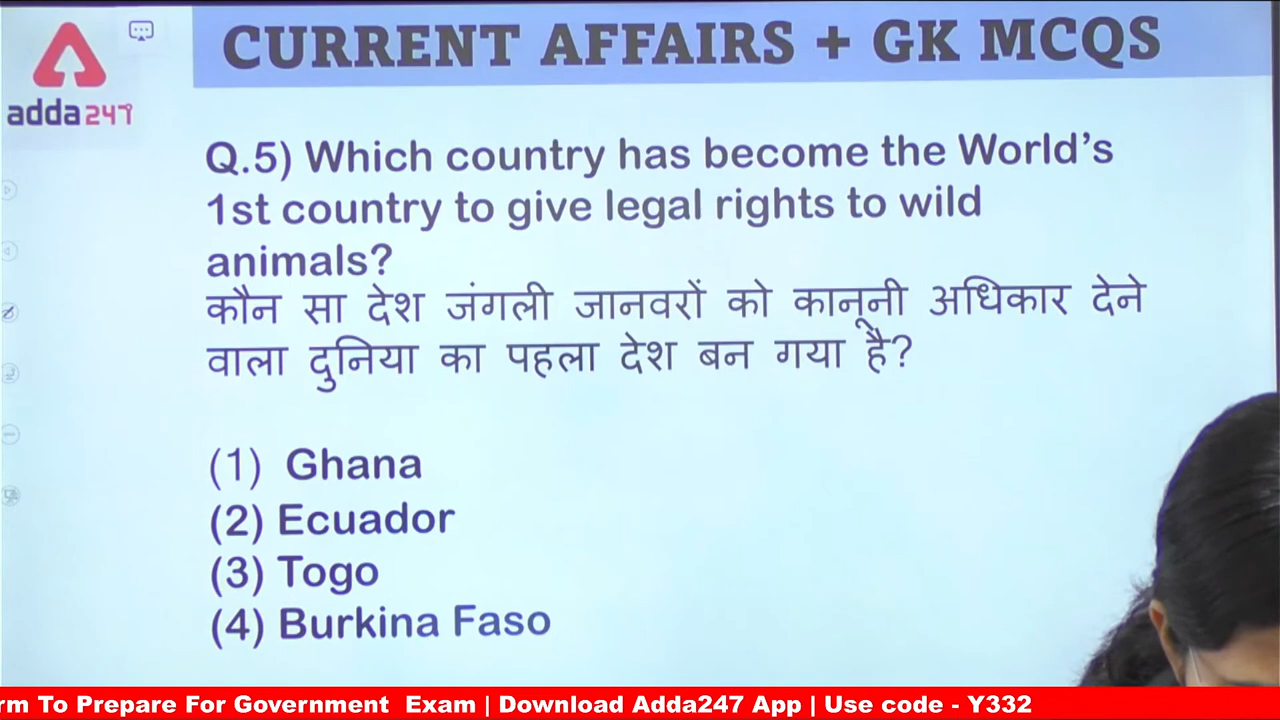 CURRENT AFFAIRS + GK MCQS
adda247
Q.5) Which country has become the World's
1st country to give legal rights to wild
animals?
कौन सा देश जंगली जानवरों को कानूनी अधिकार देने
वाला दुनिया का पहला देश बन गया है?
(1) Ghana
(2) Ecuador
(3) Togo
(4) Burkina Faso
rm To Prepare For Government Exam | Download Adda247 App | Use code - Y332